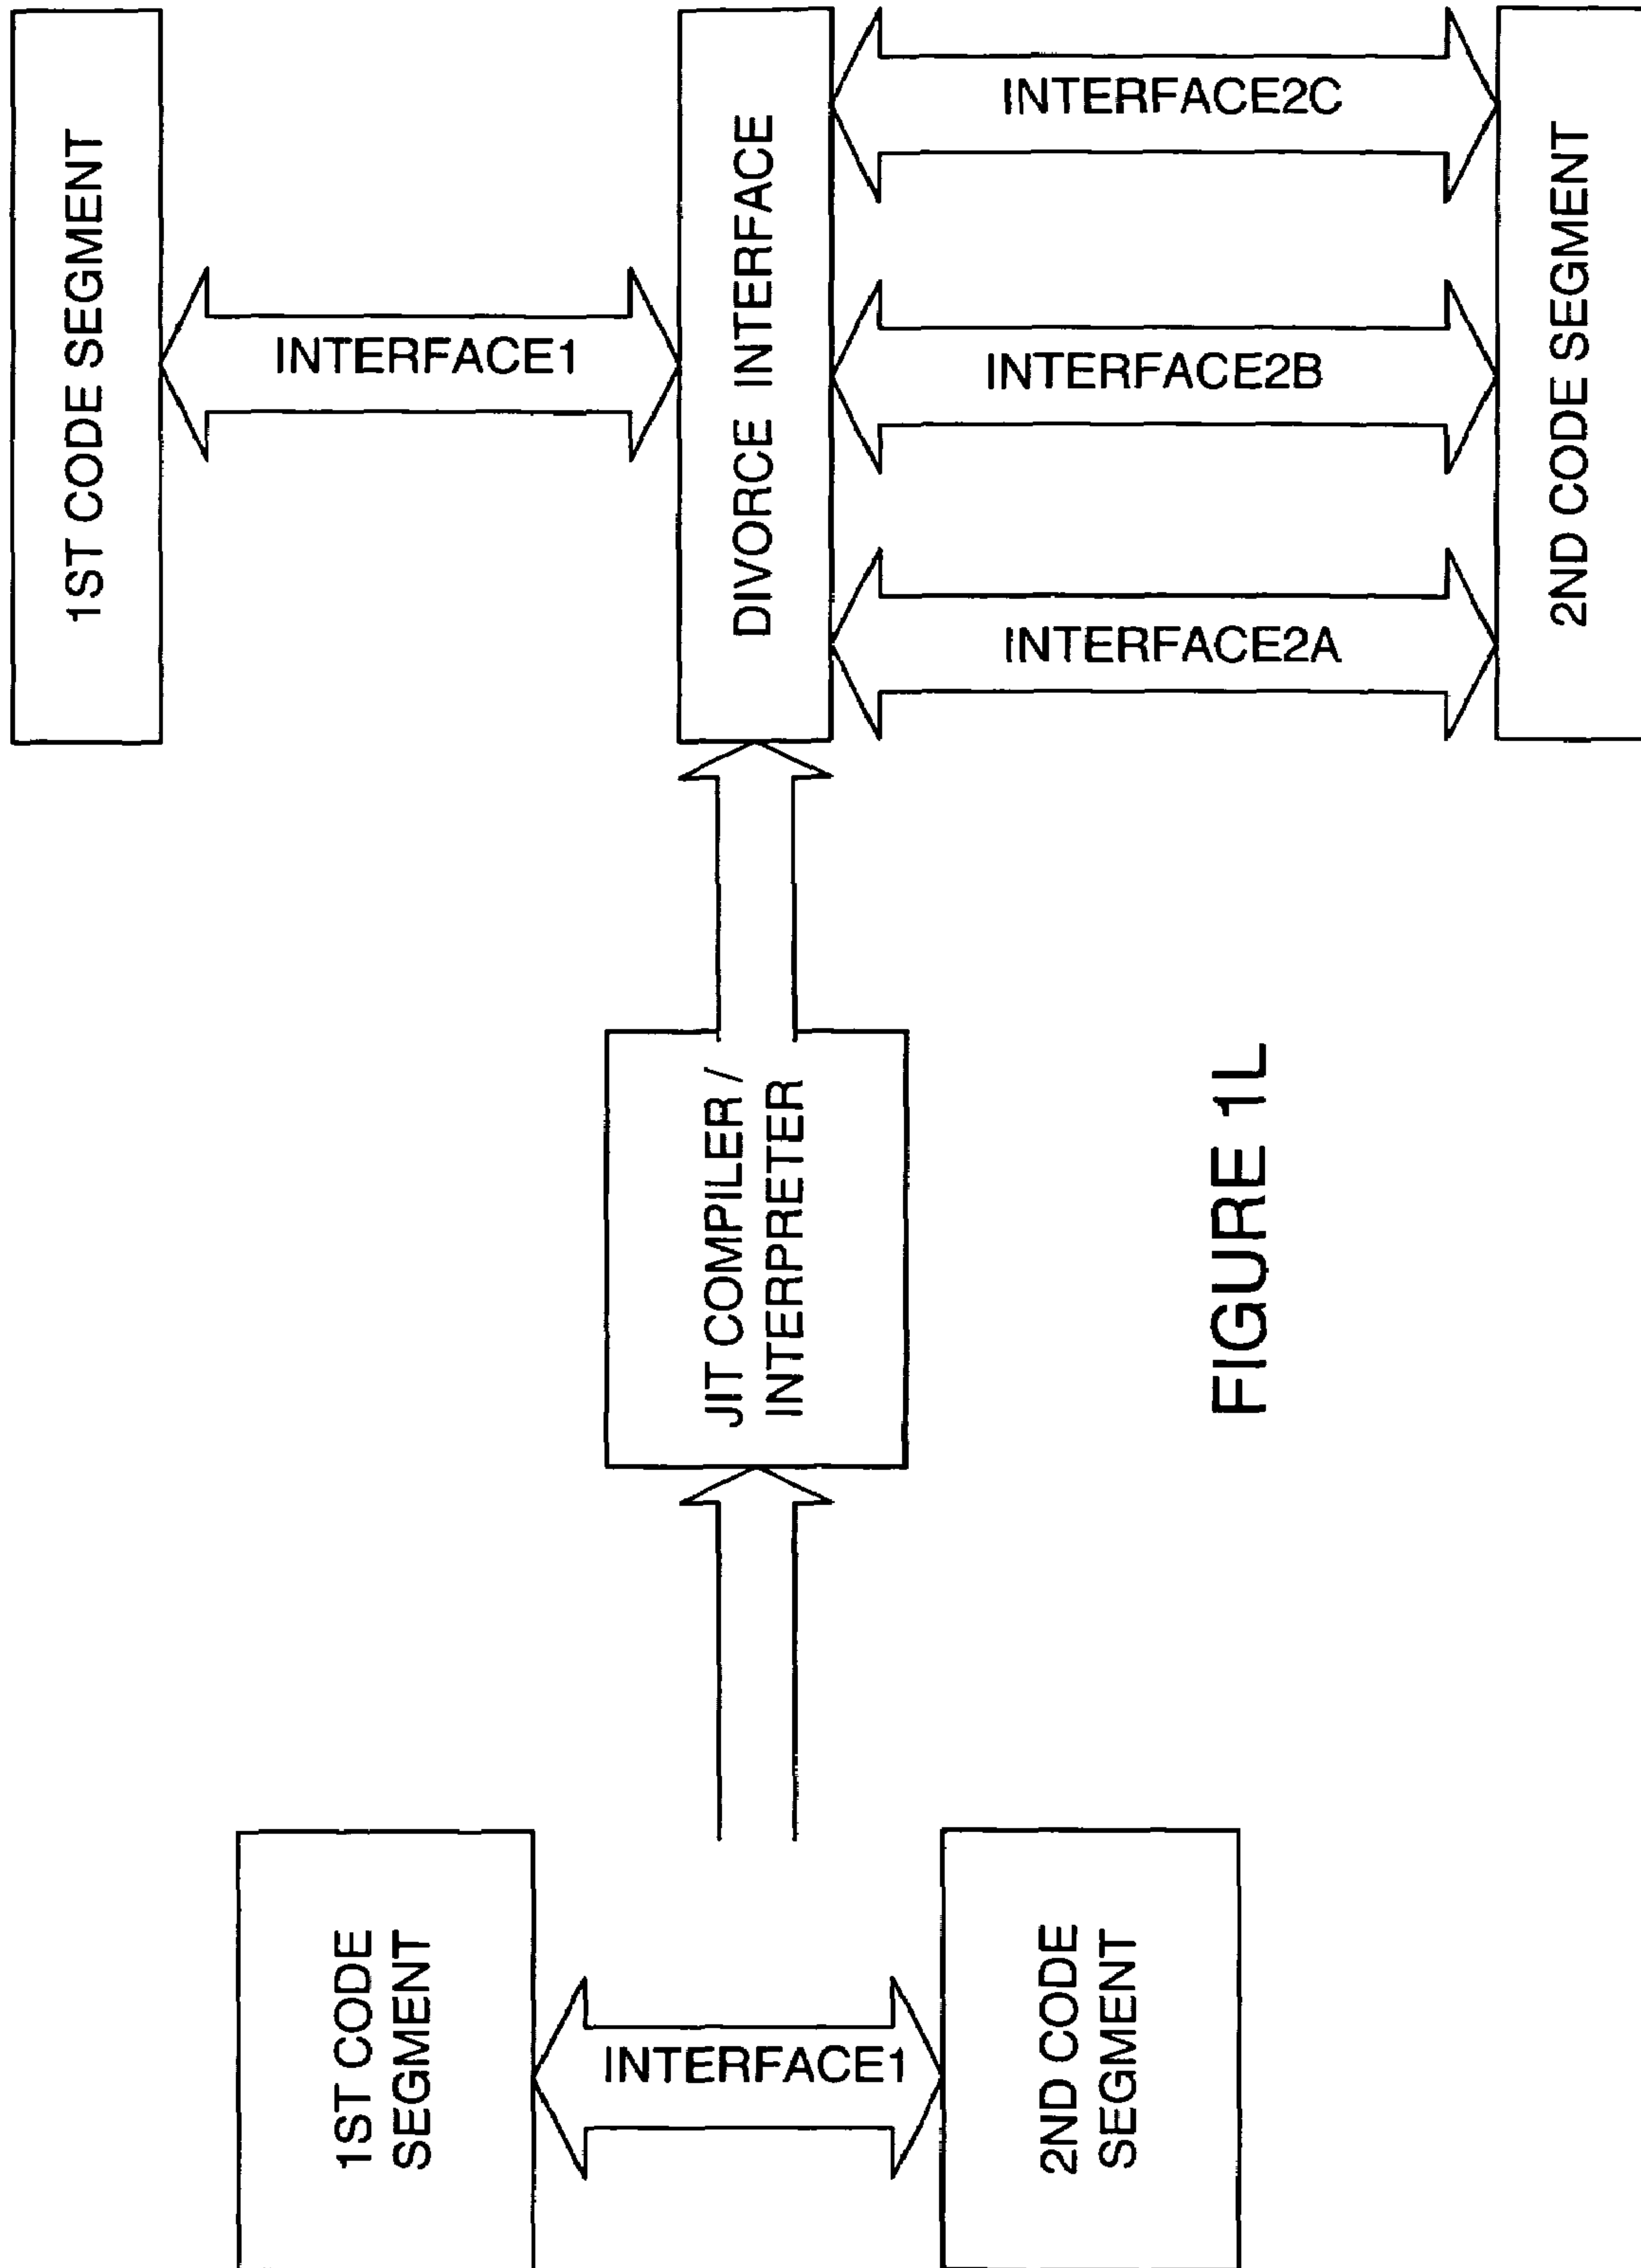 1ST CODE
SEGMENT
INTERFACE1
2ND CODE
SEGMENT
JIT COMPILER /
INTERPRETER
1ST CODE SEGMENT
INTERFACE1
DIVORCE INTERFACE
INTERFACE2A
INTERFACE2B
INTERFACE2C
2ND CODE SEGMENT
FIGURE 1L